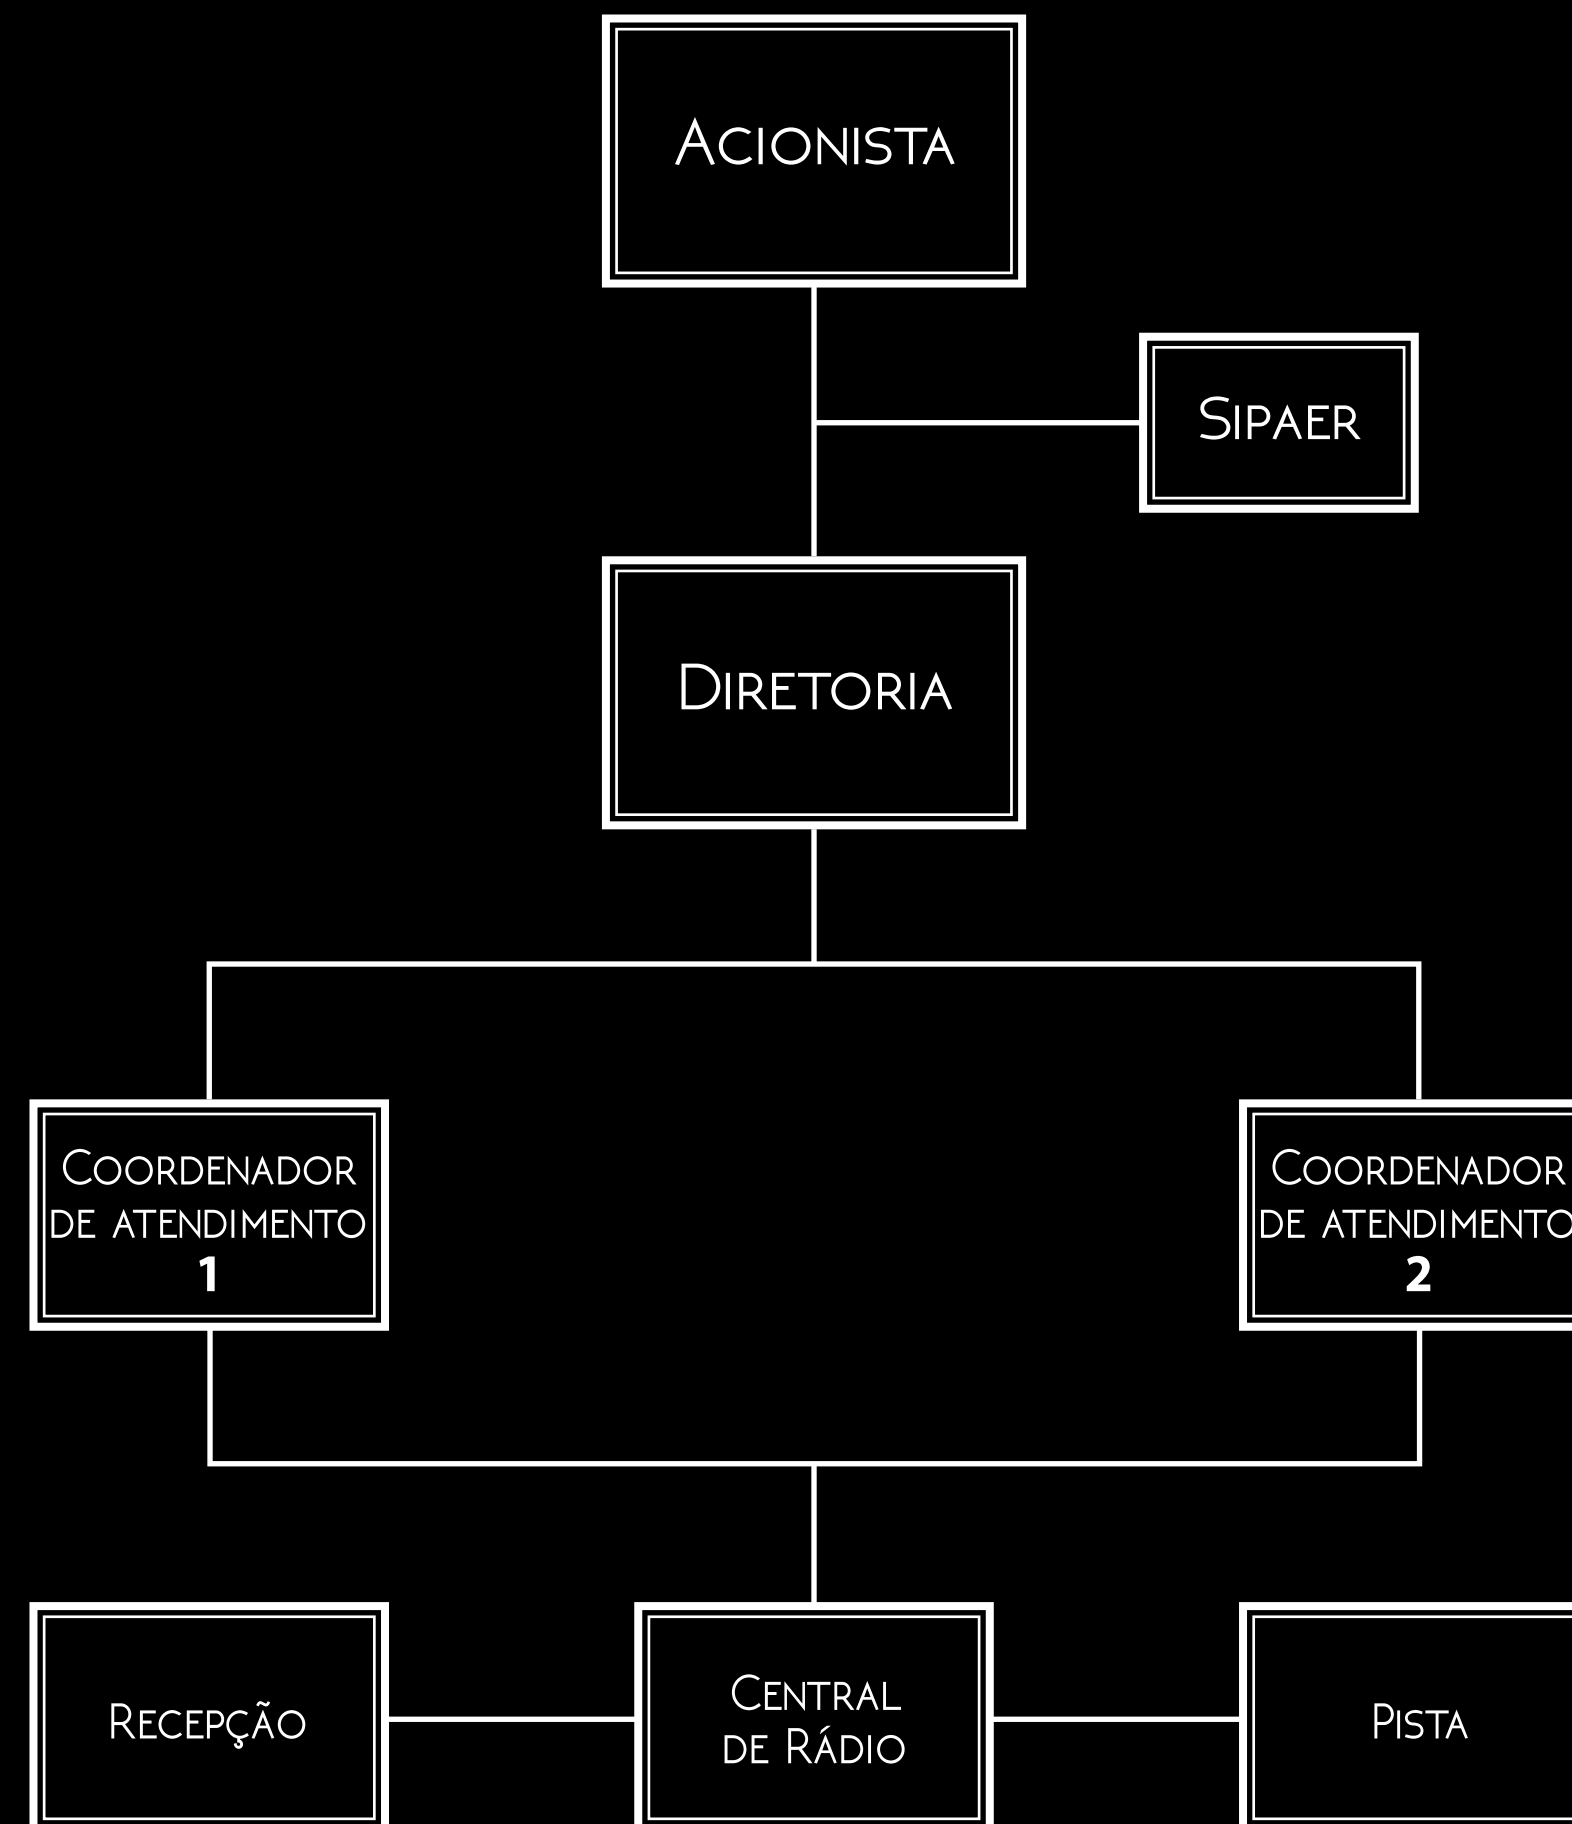 Acionista
Sipaer
Diretoria
Coordenador
de atendimento
1
Coordenador
de atendimento
2
Recepção
Central
de Rádio
Pista